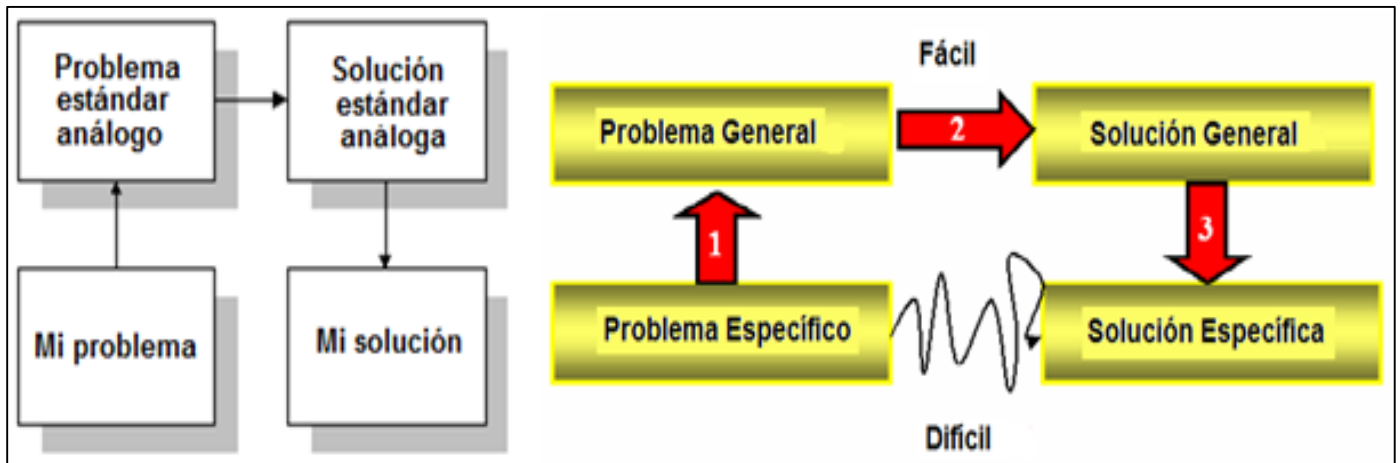 Problema
estándar
análogo
Solución
estándar
análoga
Mi problema
Mi solución
Fácil
Problema General
2
Solución General
1
3
Problema Específico
Solución Específica
Difícil